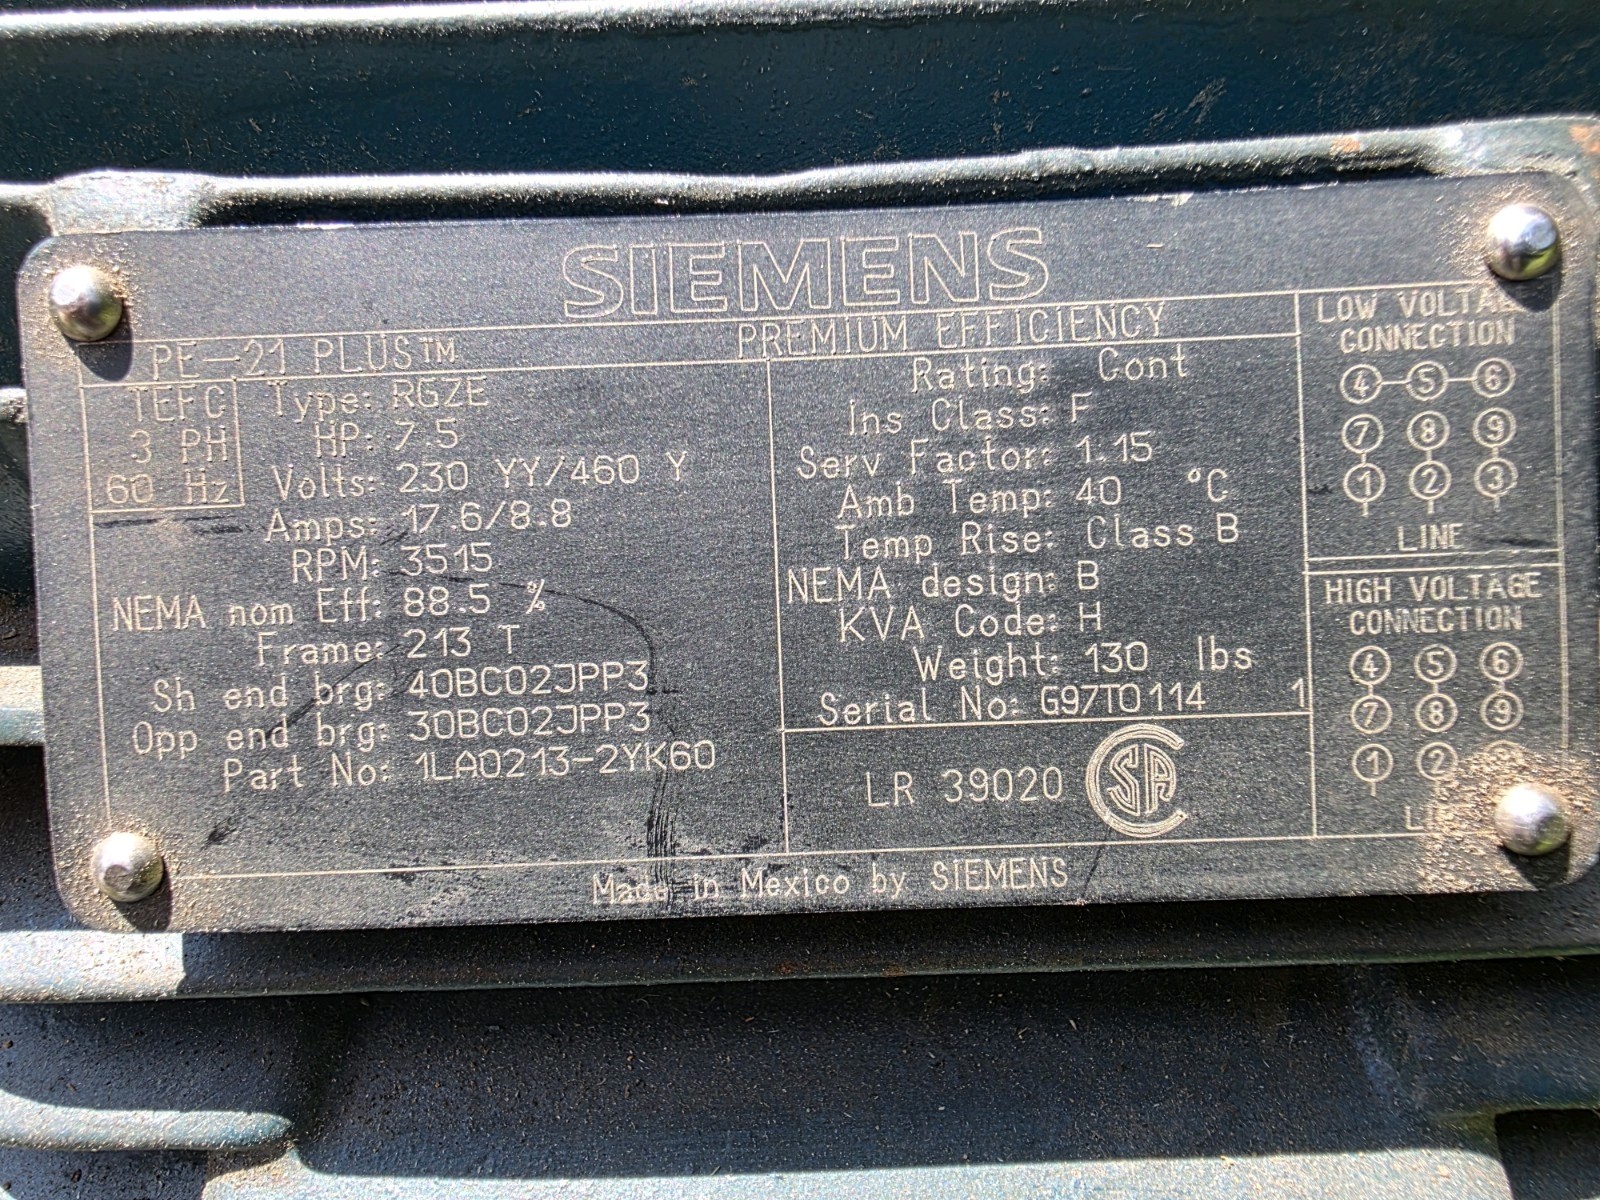 SIEMENS
PE-21 PLUS™ PREMIUM EFFICIENCY
TEFC
3 PH
60 Hz
Type: RGZE
HP: 7.5
Volts: 230 YY/460 Y
Amps: 17.6/8.8
RPM: 3515
NEMA nom Eff: 88.5 %
Frame: 213 T
Sh end brg: 40BC02JPP3
Opp end brg: 30BC02JPP3
Part No: 1LA0213-2YK60
Rating: Cont
Ins Class: F
Serv Factor: 1.15
Amb Temp: 40 °C
Temp Rise: Class B
NEMA design: B
KVA Code: H
Weight: 130 lbs
Serial No: G97T0114 1
LR 39020 CSA
LOW
CONNECTION
4 5 6
7 8 9
1 2 3
LINE
HIGH VOLTAGE
CONNECTION
4 5 6
7 8 9
1 2
Made in Mexico by SIEMENS